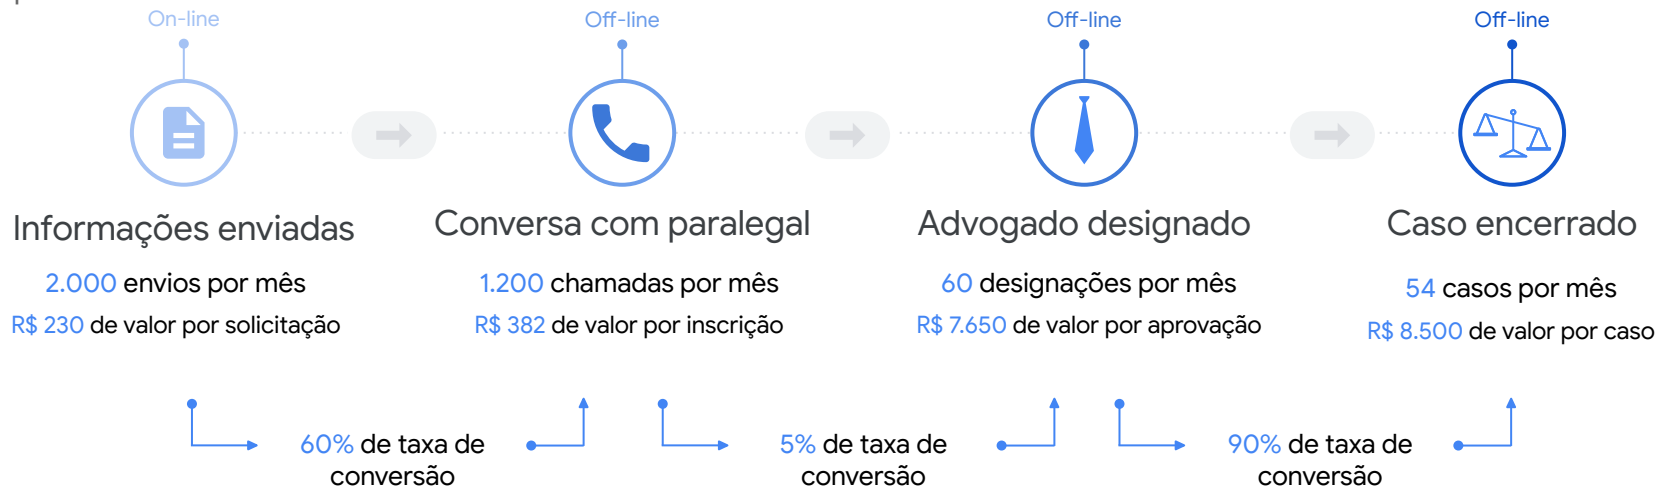 On-line
Off-line
Off-line
Off-line
Informações enviadas
2.000 envios por mês
R$ 230 de valor por solicitação
Conversa com paralegal
1.200 chamadas por mês
R$ 382 de valor por inscrição
Advogado designado
60 designações por mês
R$ 7.650 de valor por aprovação
Caso encerrado
54 casos por mês
R$ 8.500 de valor por caso
60% de taxa de
conversão
5% de taxa de
conversão
90% de taxa de
conversão